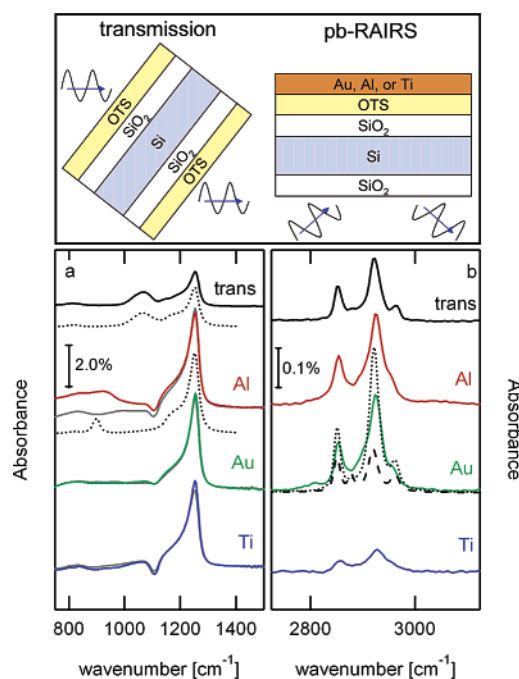 transmission
pb-RAIRS
OTS
SiO2
Si
SiO2
OTS
Au, Al, or Ti
OTS
SiO2
Si
SiO2
a
trans
2.0%
Al
Au
Ti
b
trans
0.1%
Al
Au
Ti
Absorbance
Absorbance
800 1000 1200 1400
2800 3000
wavenumber [cm-1]
wavenumber [cm-1]